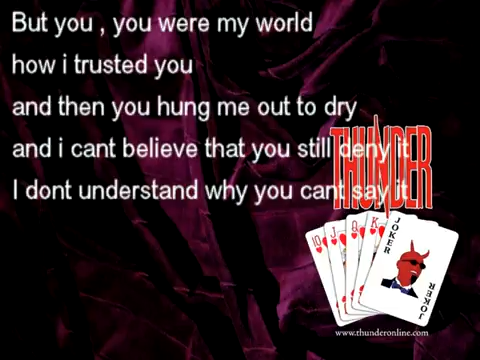 But you , you were my world
how i trusted you
and then you hung me out to dry
and i cant believe that you still deny it
I dont understand why you cant say it
THUNDER
10
J
Q
K
JOKER
JOKER
www.thunderonline.com